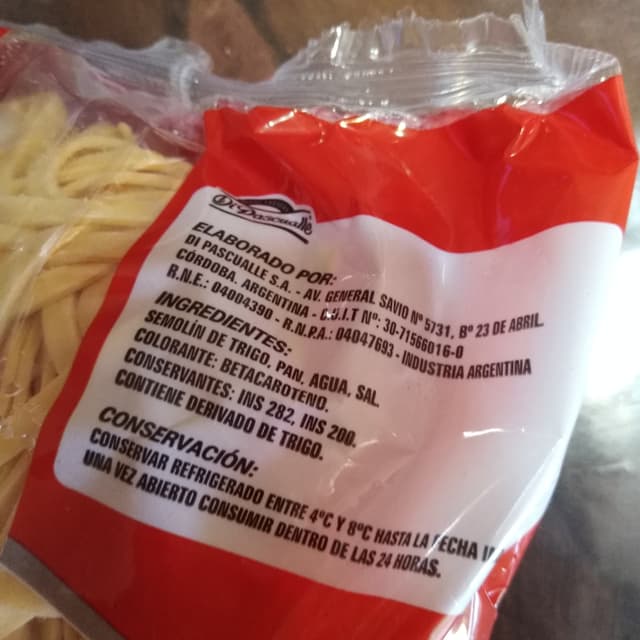 Di Pascualle
ELABORADO POR:
DI PASCUALLE S.A. - AV. GENERAL SAVIO Nº 5731, Bº 23 DE ABRIL.
CÓRDOBA. ARGENTINA - C.U.I.T Nº: 30-71566016-0
R.N.E.: 04004390 - R.N.P.A.: 04047693 - INDUSTRIA ARGENTINA
INGREDIENTES:
SEMOLÍN DE TRIGO, PAN, AGUA, SAL.
COLORANTE: BETACAROTENO.
CONSERVANTES: INS 282, INS 200.
CONTIENE DERIVADO DE TRIGO.
CONSERVACIÓN:
CONSERVAR REFRIGERADO ENTRE 4ºC Y 8ºC HASTA LA FECHA
UNA VEZ ABIERTO CONSUMIR DENTRO DE LAS 24 HORAS.